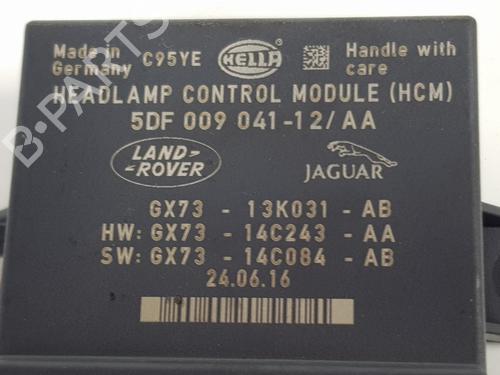 Made in Germany C95YE HELLA Handle with care
HEADLAMP CONTROL MODULE (HCM)
5DF 009 041-12/AA
LAND-ROVER JAGUAR
GX73 - 13K031 - AB
HW: GX73 - 14C243 - AA
SW: GX73 - 14C084 - AB
24.06.16
B-PARTS